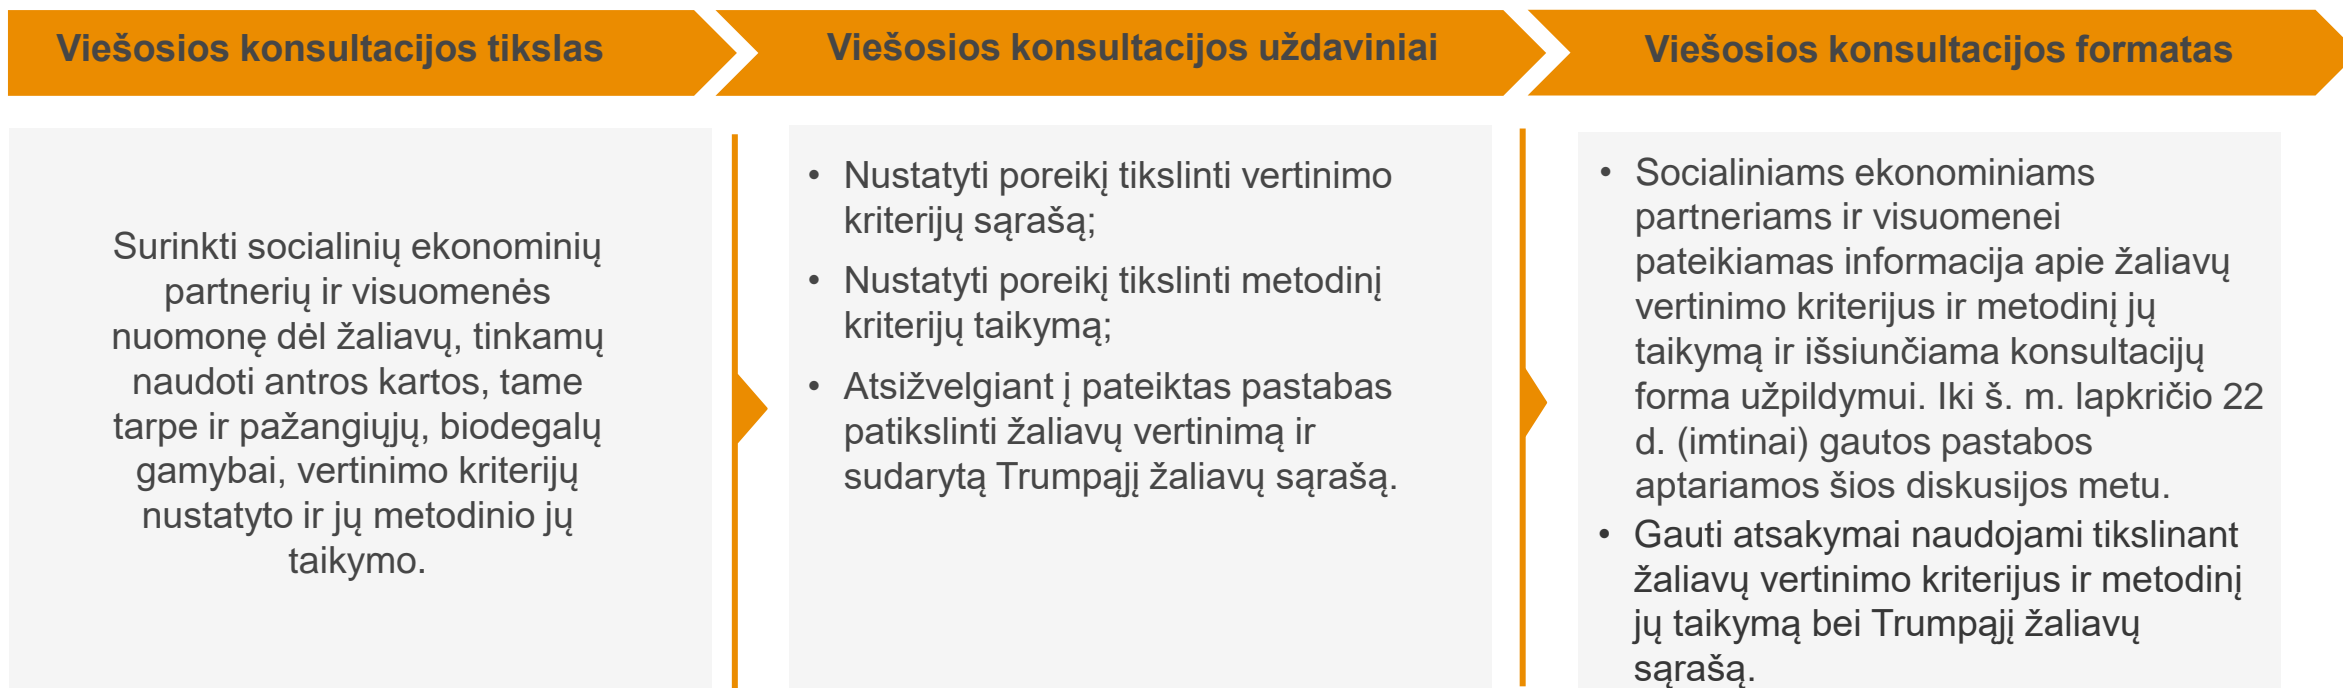 Viešosios konsultacijos tikslas
Surinkti socialinių ekonominių
partnerių ir visuomenės
nuomonę dėl žaliavų, tinkamų
naudoti antros kartos, tame
tarpe ir pažangiųjų, biodegalų
gamybai, vertinimo kriterijų
nustatyto ir jų metodinio jų
taikymo.
Viešosios konsultacijos uždaviniai
• Nustatyti poreikį tikslinti vertinimo
kriterijų sąrašą;
• Nustatyti poreikį tikslinti metodinį
kriterijų taikymą;
• Atsižvelgiant į pateiktas pastabas
patikslinti žaliavų vertinimą ir
sudarytą Trumpąjį žaliavų sąrašą.
Viešosios konsultacijos formatas
• Socialiniams ekonominiams
partneriams ir visuomenei
pateikiamas informacija apie žaliavų
vertinimo kriterijus ir metodinį jų
taikymą ir išsiunčiama konsultacijų
forma užpildymui. Iki š. m. lapkričio 22
d. (imtinai) gautos pastabos
aptariamos šios diskusijos metu.
• Gauti atsakymai naudojami tikslinant
žaliavų vertinimo kriterijus ir metodinį
jų taikymą bei Trumpąjį žaliavų
sąrašą.